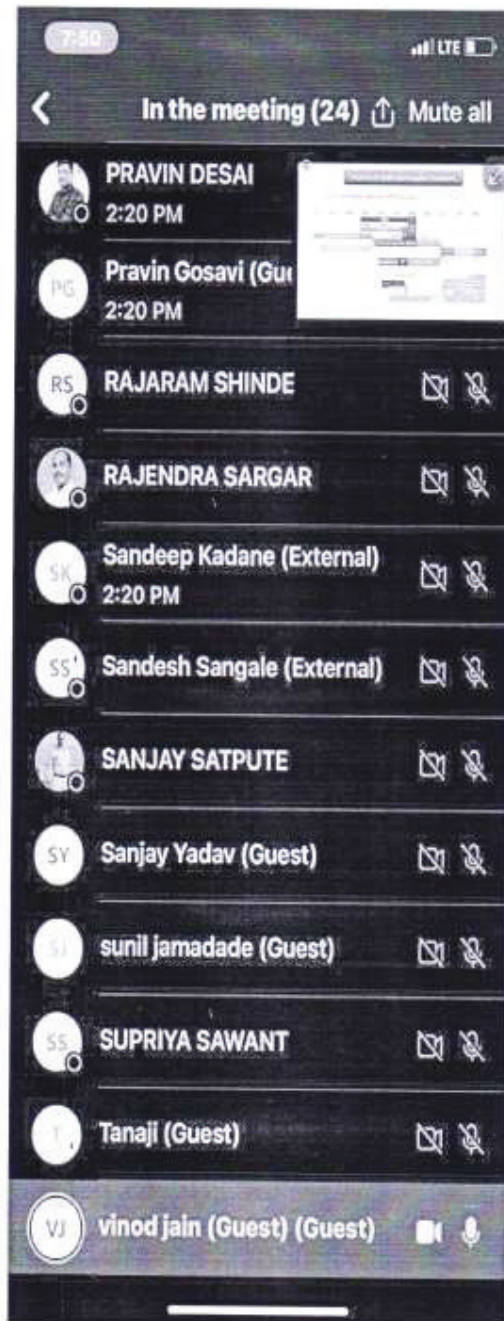 7:50
LTE
In the meeting (24) Mute all
PRAVIN DESAI
2:20 PM
PG
Pravin Gosavi (Gue
2:20 PM
RS
RAJARAM SHINDE
RAJENDRA SARGAR
SK
Sandeep Kadane (External)
2:20 PM
SS
Sandesh Sangale (External)
SANJAY SATPUTE
SY
Sanjay Yadav (Guest)
SJ
sunil jamadade (Guest)
SS
SUPRIYA SAWANT
T
Tanaji (Guest)
VJ
vinod jain (Guest) (Guest)